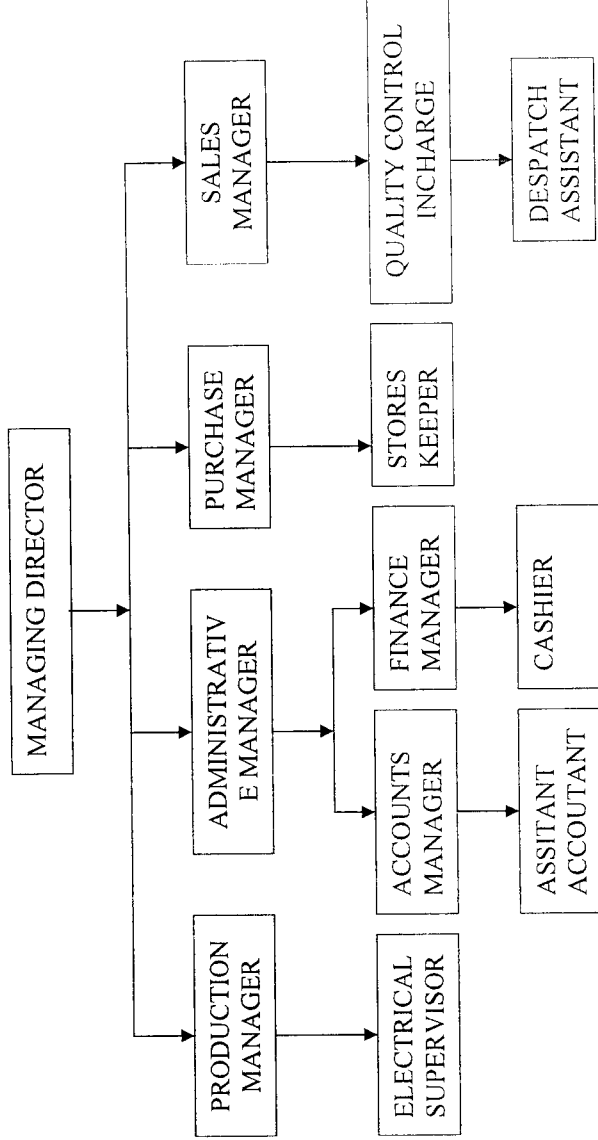 MANAGING DIRECTOR
PRODUCTION
MANAGER
ADMINISTRATIV
E MANAGER
PURCHASE
MANAGER
SALES
MANAGER
ELECTRICAL
SUPERVISOR
ACCOUNTS
MANAGER
FINANCE
MANAGER
STORES
KEEPER
QUALITY CONTROL
INCHARGE
ASSITANT
ACCOUTANT
CASHIER
DESPATCH
ASSISTANT